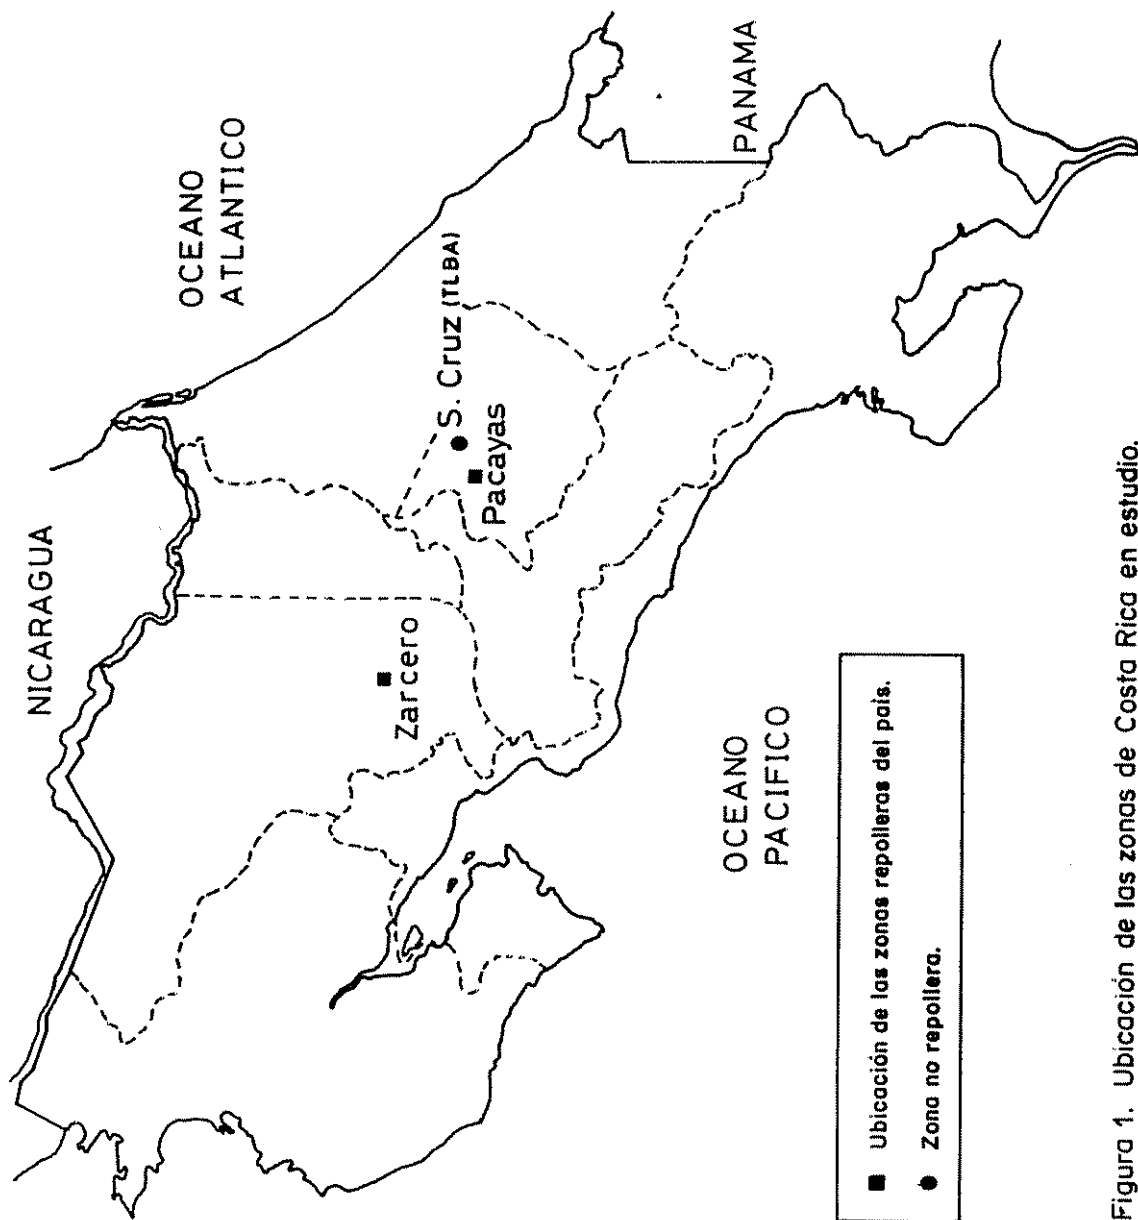 NICARAGUA
OCEANO
ATLANTICO
Zarcero
S. Cruz (TLBA)
Pacayas
PANAMA
OCEANO
PACIFICO
■ Ubicación de las zonas repolleras del país.
● Zona no repollera.
Figura 1. Ubicación de las zonas de Costa Rica en estudio.